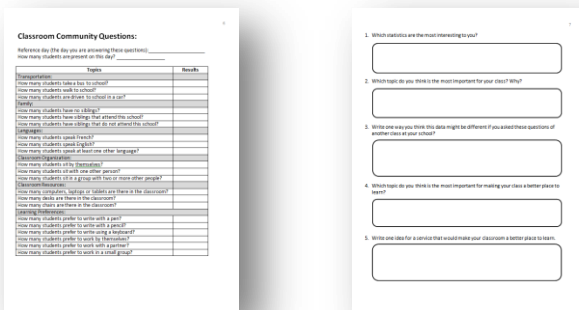 Classroom Community Questions:
Reference day (the day you are answering these questions):
How many students are present on this day?
Topics Results
Transportation:
How many students take a bus to school?
How many students walk to school?
How many students are driven to school in a car?
Family:
How many students have no siblings?
How many students have siblings that attend this school?
How many students have siblings that do not attend this school?
Languages:
How many students speak French?
How many students speak English?
How many students speak at least one other language?
Classroom Organization:
How many students sit by themselves?
How many students sit with one other person?
How many students sit in a group with two or more other people?
Classroom Resources:
How many computers, laptops or tablets are there in the classroom?
How many desks are there in the classroom?
How many chairs are there in the classroom?
Learning Preferences:
How many students prefer to write with a pen?
How many students prefer to write with a pencil?
How many students prefer to write using a keyboard?
How many students prefer to work by themselves?
How many students prefer to work with a partner?
How many students prefer to work in a small group?
1. Which statistics are the most interesting to you?
2. Which topic do you think is the most important for your class? Why?
3. Write one way you think this data might be different if you asked these questions of
another class at your school?
4. Which topic do you think is the most important for making your class a better place to
learn?
5. Write one idea for a service that would make your classroom a better place to learn.